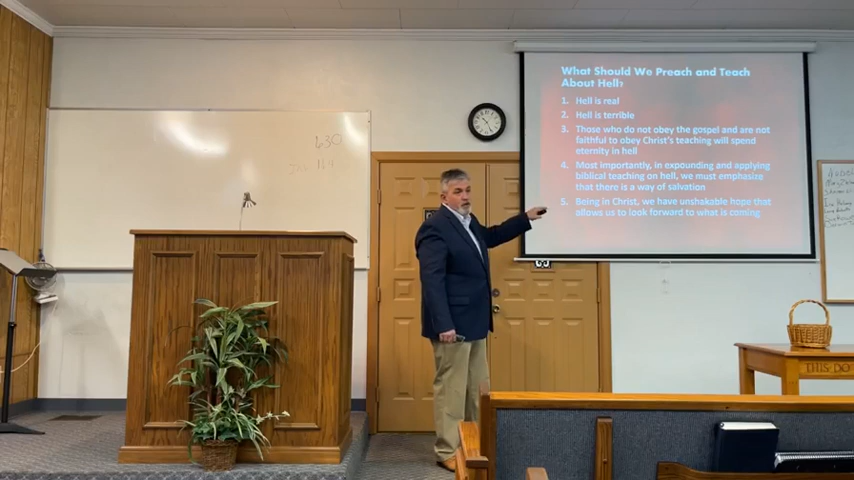 What Should We Preach and Teach
About Hell?
1. Hell is real
2. Hell is terrible
3. Those who do not obey the gospel and are not
faithful to obey Christ's teaching will spend
eternity in hell
4. Most importantly, in expounding and applying
biblical teaching on hell, we must emphasize
that there is a way of salvation
5. Being in Christ, we have unshakable hope that
allows us to look forward to what is coming
630
164
THIS DO